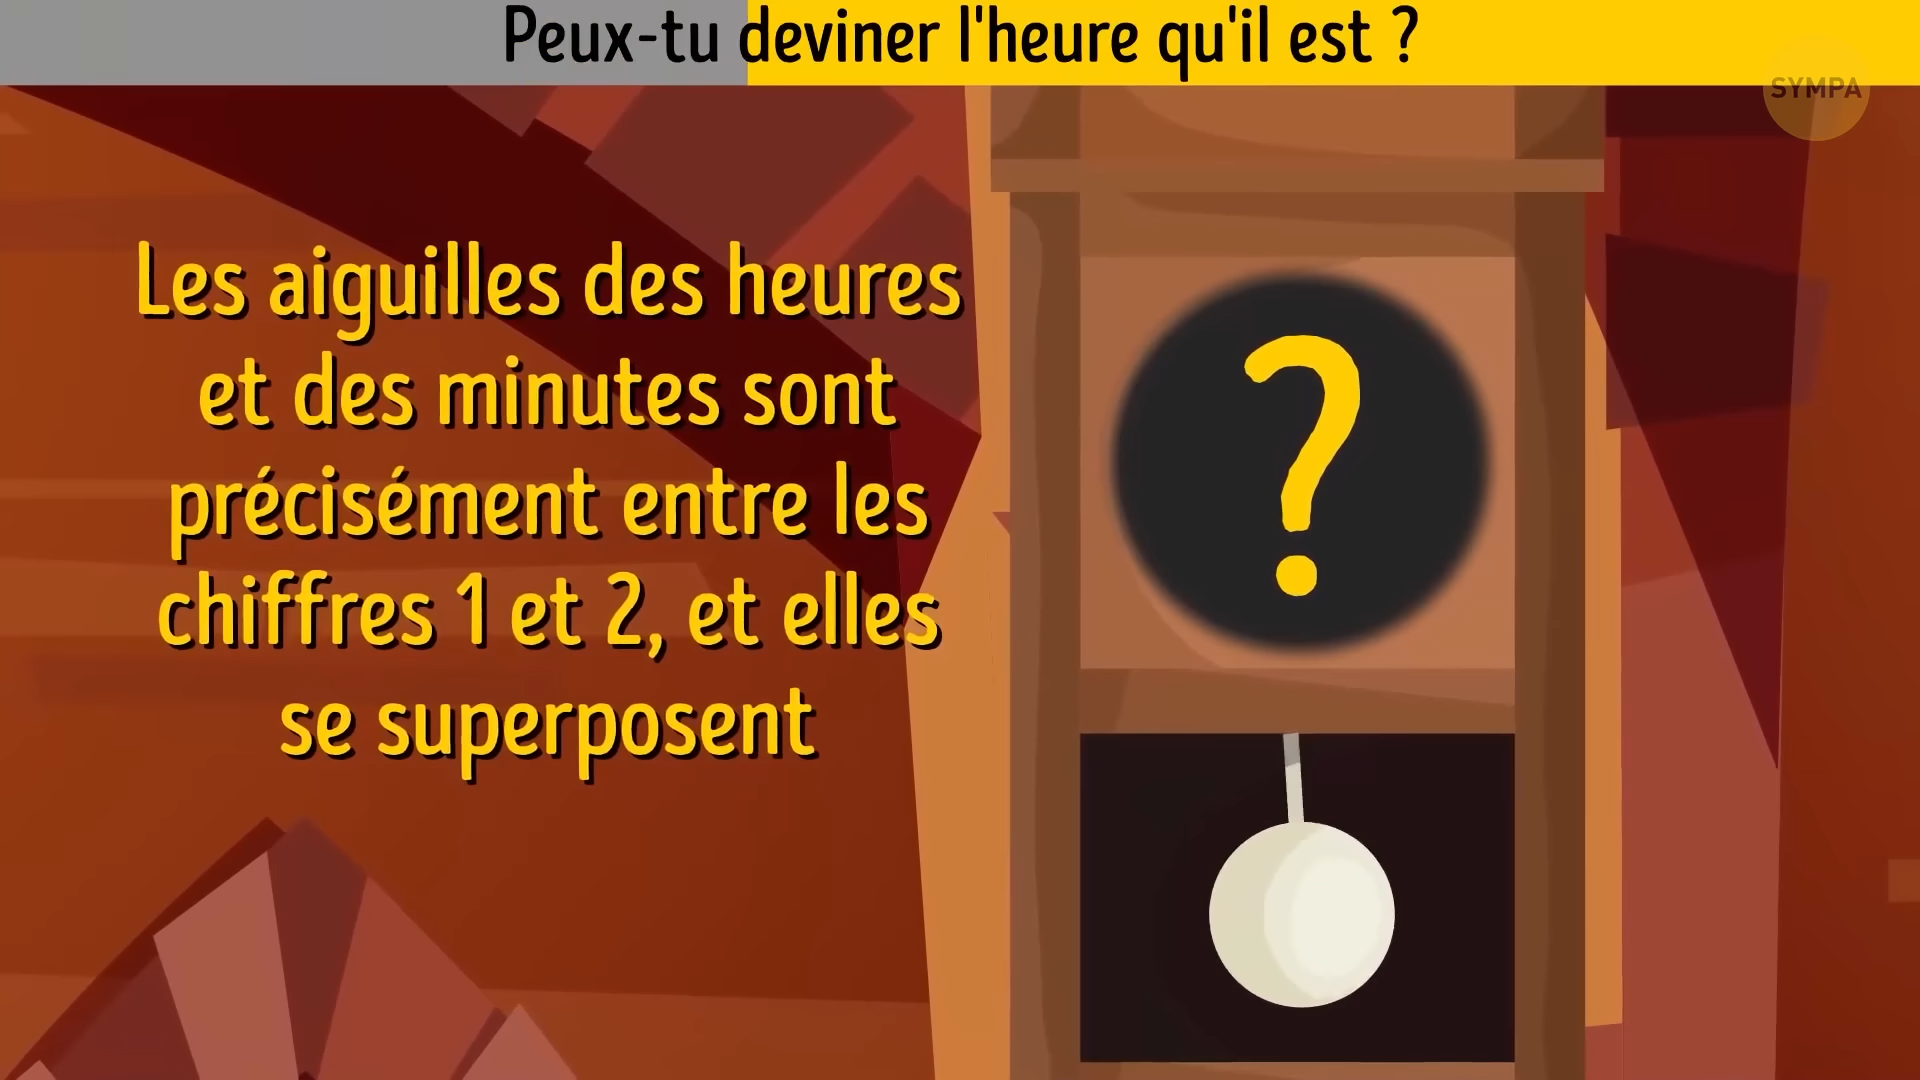 Peux-tu deviner l'heure qu'il est ?
SYMPA
Les aiguilles des heures
et des minutes sont
précisément entre les
chiffres 1 et 2, et elles
se superposent
?